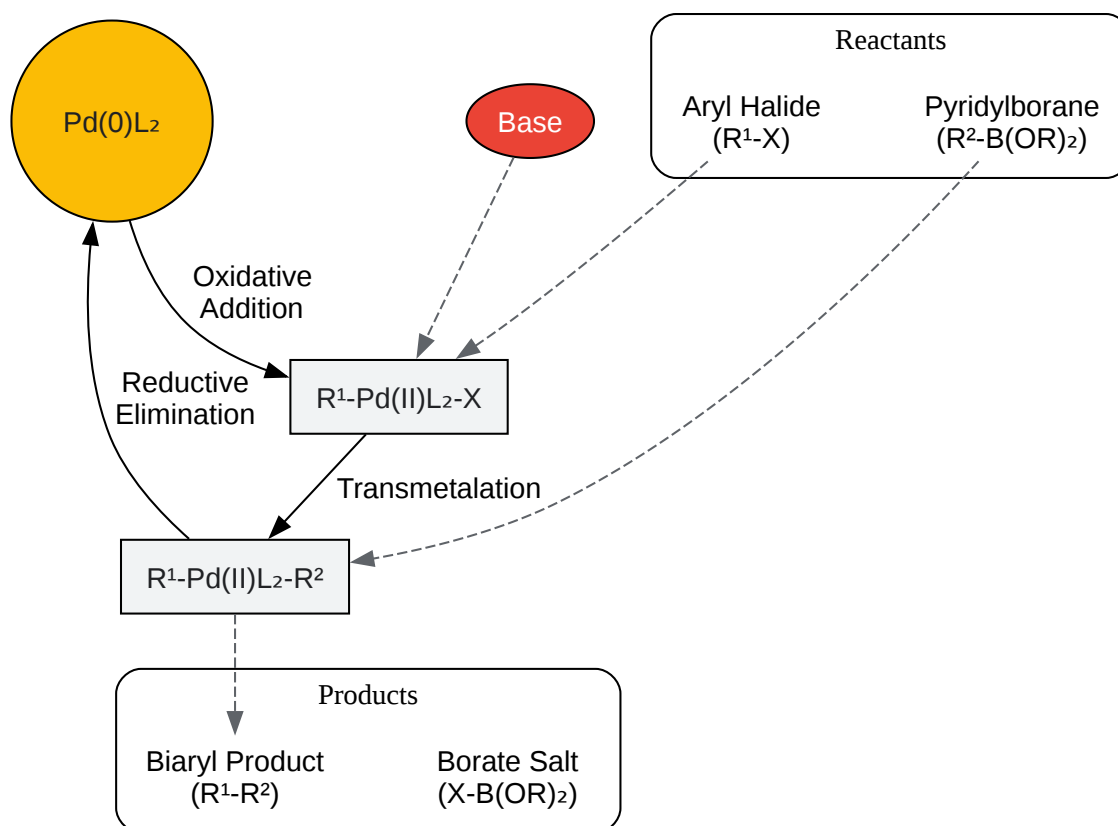 Reactants
Pd(0)L₂
Base
Aryl Halide
(R¹-X)
Pyridylborane
(R²-B(OR)₂)
Oxidative
Addition
Reductive
Elimination
R¹-Pd(II)L₂-X
Transmetalation
R¹-Pd(II)L₂-R²
Products
Biaryl Product
(R¹-R²)
Borate Salt
(X-B(OR)₂)